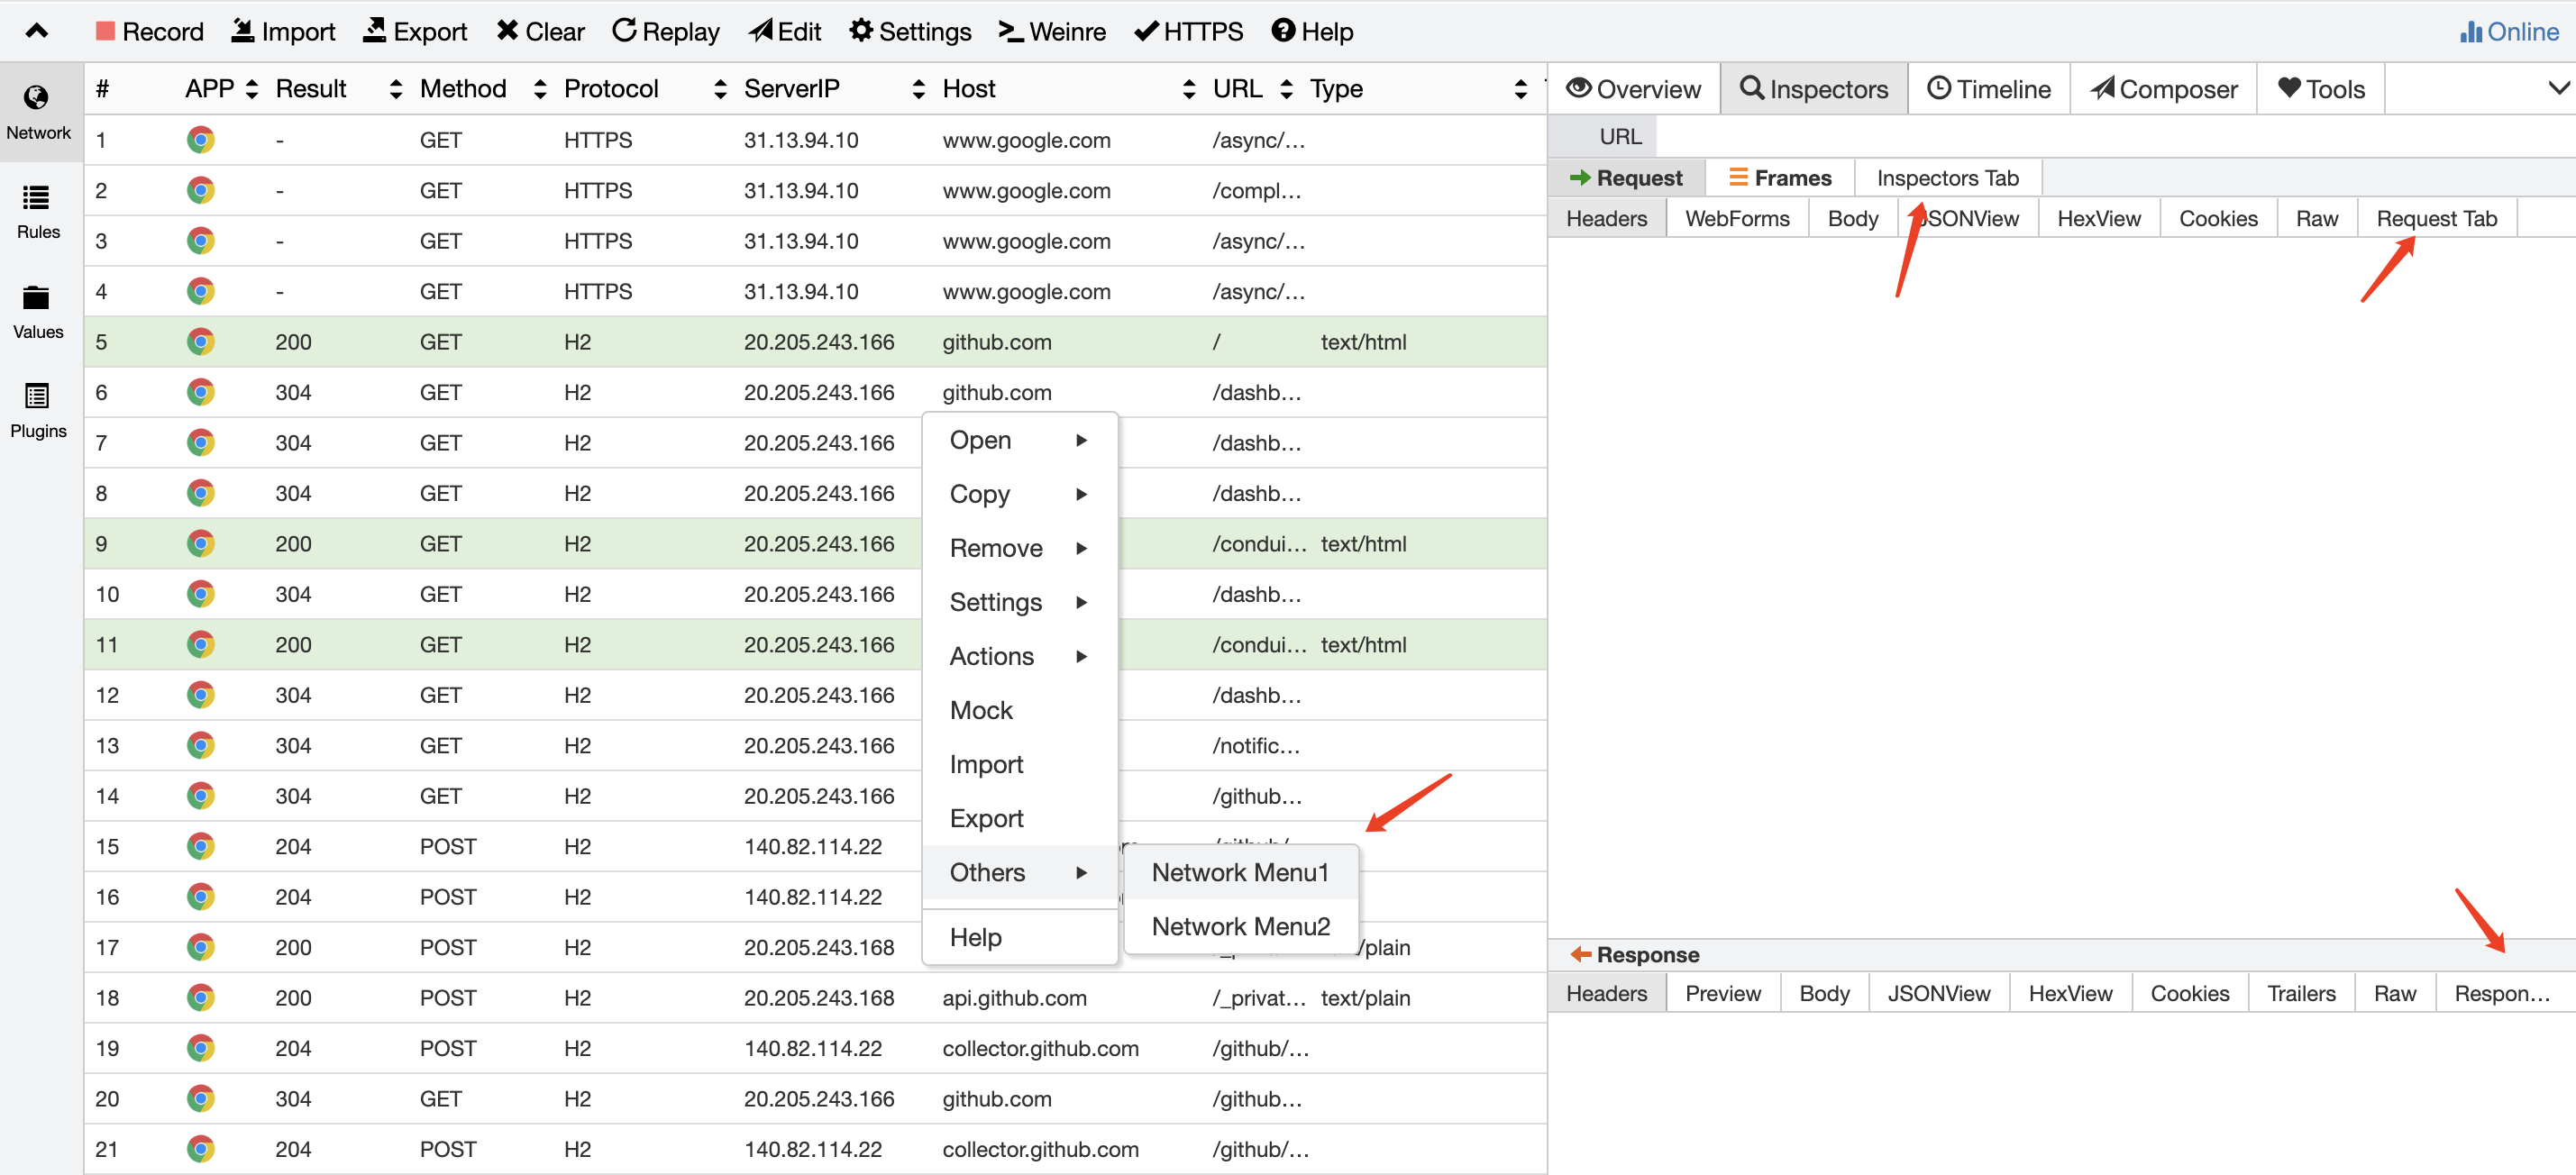 Record Import Export Clear Replay Edit Settings Weinre HTTPS Help Online
Network
Rules
Values
Plugins
# APP Result Method Protocol ServerIP Host URL Type
1 - GET HTTPS 31.13.94.10 www.google.com /async/...
2 - GET HTTPS 31.13.94.10 www.google.com /compl...
3 - GET HTTPS 31.13.94.10 www.google.com /async/...
4 - GET HTTPS 31.13.94.10 www.google.com /async/...
5 200 GET H2 20.205.243.166 github.com / text/html
6 304 GET H2 20.205.243.166 github.com /dashb...
7 304 GET H2 20.205.243.166 /dashb...
8 304 GET H2 20.205.243.166 /dashb...
9 200 GET H2 20.205.243.166 /condui... text/html
10 304 GET H2 20.205.243.166 /dashb...
11 200 GET H2 20.205.243.166 /condui... text/html
12 304 GET H2 20.205.243.166 /dashb...
13 304 GET H2 20.205.243.166 /notific...
14 304 GET H2 20.205.243.166 /github...
15 204 POST H2 140.82.114.22
16 204 POST H2 140.82.114.22
17 200 POST H2 20.205.243.168 /plain
18 200 POST H2 20.205.243.168 api.github.com /_privat... text/plain
19 204 POST H2 140.82.114.22 collector.github.com /github/...
20 304 GET H2 20.205.243.166 github.com /github...
21 204 POST H2 140.82.114.22 collector.github.com /github/...
Open
Copy
Remove
Settings
Actions
Mock
Import
Export
Others
Help
Network Menu1
Network Menu2
Overview Inspectors Timeline Composer Tools
URL
Request Frames Inspectors Tab
Headers WebForms Body JSONView HexView Cookies Raw Request Tab
Response
Headers Preview Body JSONView HexView Cookies Trailers Raw Respon...